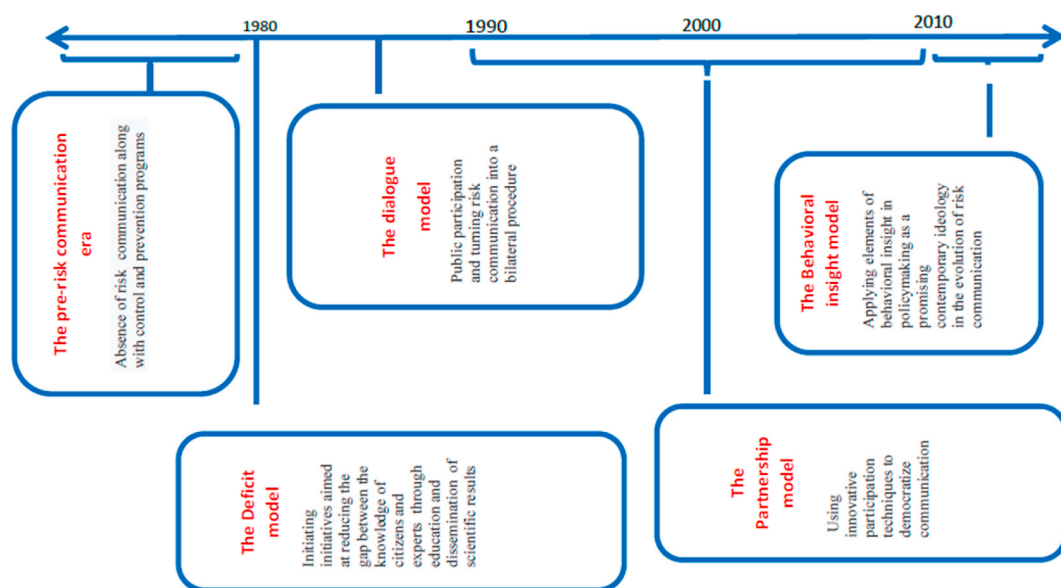 1980
1990
2000
2010
The pre-risk communication
era
Absence of risk communication along
with control and prevention programs
The Deficit
model
Initiating
initiatives aimed
at reducing the
gap between the
knowledge of
citizens and
experts through
education and
dissemination of
scientific results
The dialogue
model
Public participation
and turning risk
communication into a
bilateral procedure
The
Partnership
model
Using
innovative
participation
techniques to
democratize
communication
The Behavioral
insight model
Applying elements of
behavioral insight in
policymaking as a
promising
contemporary ideology
in the evolution of risk
communication